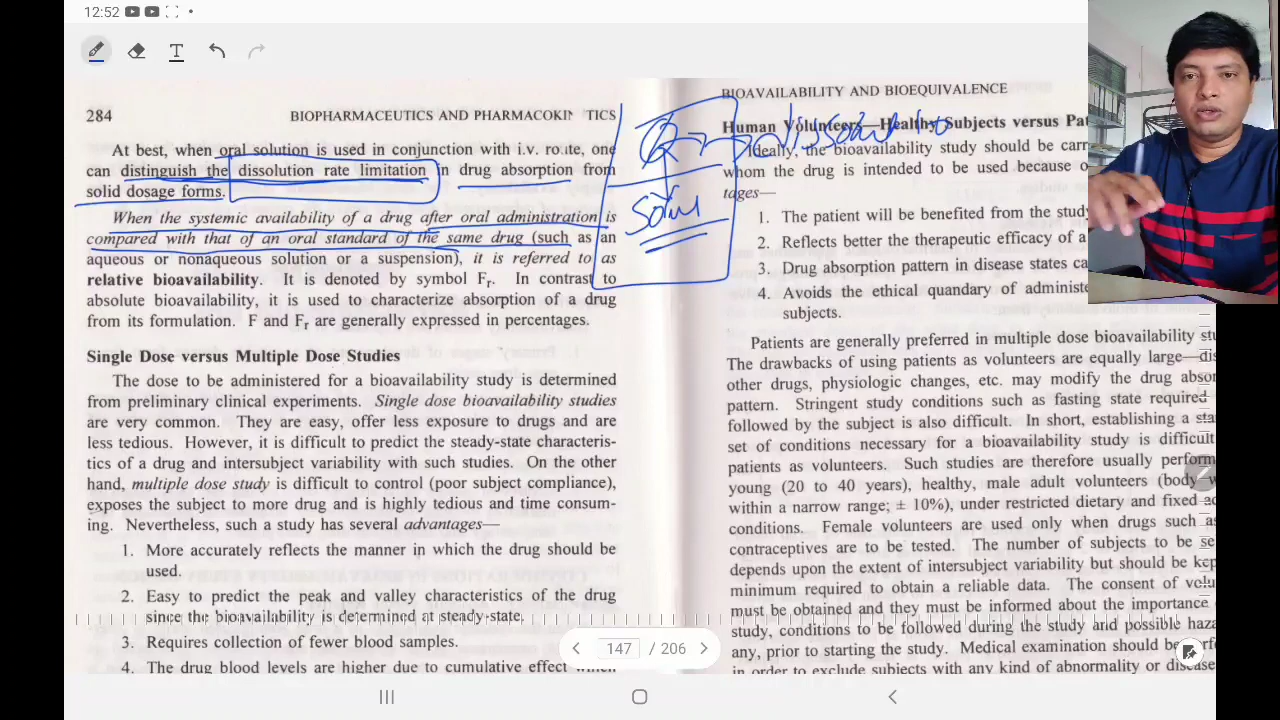 12:52
284 BIOPHARMACEUTICS AND PHARMACOKIN TICS
At best, when oral solution is used in conjunction with i.v. route, one
can distinguish the dissolution rate limitation in drug absorption from
solid dosage forms.
When the systemic availability of a drug after oral administration is
compared with that of an oral standard of the same drug (such as an
aqueous or nonaqueous solution or a suspension), it is referred to as
relative bioavailability. It is denoted by symbol Fr. In contrast to
absolute bioavailability, it is used to characterize absorption of a drug
from its formulation. F and Fr are generally expressed in percentages.
Single Dose versus Multiple Dose Studies
The dose to be administered for a bioavailability study is determined
from preliminary clinical experiments. Single dose bioavailability studies
are very common. They are easy, offer less exposure to drugs and are
less tedious. However, it is difficult to predict the steady-state characteris-
tics of a drug and intersubject variability with such studies. On the other
hand, multiple dose study is difficult to control (poor subject compliance),
exposes the subject to more drug and is highly tedious and time consum-
ing. Nevertheless, such a study has several advantages—
1. More accurately reflects the manner in which the drug should be
used.
2. Easy to predict the peak and valley characteristics of the drug
since the bioavailability is determined at steady-state.
3. Requires collection of fewer blood samples.
4. The drug blood levels are higher due to cumulative effect which
BIOAVAILABILITY AND BIOEQUIVALENCE
Human Volunteers—Healthy Subjects versus Pa
Ideally, the bioavailability study should be carr
whom the drug is intended to be used because o
tages—
1. The patient will be benefited from the study
2. Reflects better the therapeutic efficacy of a
3. Drug absorption pattern in disease states ca
4. Avoids the ethical quandary of administe
subjects.
Patients are generally preferred in multiple dose bioavailability stu
The drawbacks of using patients as volunteers are equally large—dis
other drugs, physiologic changes, etc. may modify the drug absor
pattern. Stringent study conditions such as fasting state required
followed by the subject is also difficult. In short, establishing a sta
set of conditions necessary for a bioavailability study is difficult
patients as volunteers. Such studies are therefore usually perform
young (20 to 40 years), healthy, male adult volunteers (body w
within a narrow range; ± 10%), under restricted dietary and fixed ac
conditions. Female volunteers are used only when drugs such as
contraceptives are to be tested. The number of subjects to be se
depends upon the extent of intersubject variability but should be kep
minimum required to obtain a reliable data. The consent of volu
must be obtained and they must be informed about the importance
study, conditions to be followed during the study and possible haza
any, prior to starting the study. Medical examination should be perfe
in order to exclude subjects with any kind of abnormality or disease
147 / 206